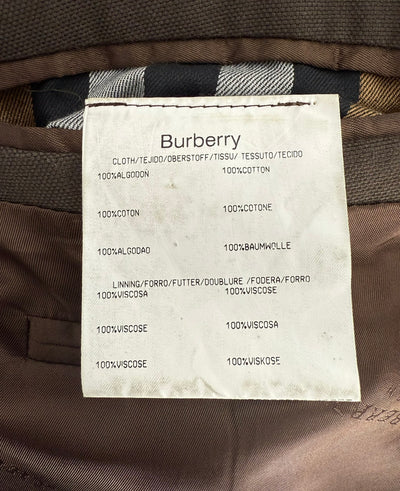 Burberry
CLOTH/TEJIDO/OBERSTOFF/TISSU/ TESSUTO/TECIDO
100%ALGODON 100%COTTON
100%COTON 100%COTONE
100%ALGODAO 100%BAUMWOLLE
LINNING/FORRO/FUTTER/DOUBLURE /FODERA/FORRO
100%VISCOSA 100%VISCOSE
100%VISCOSE 100%VISCOSA
100%VISCOSE 100%VISKOSE